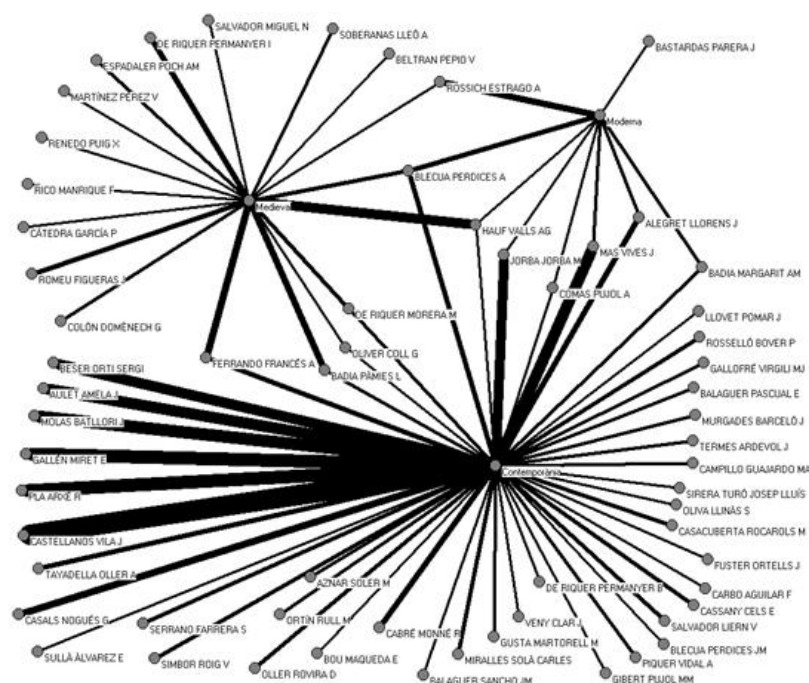 SALVADOR MIGUEL N
SOBERANAS LLEÓ A
DE RIQUER PERMANYER I
BASTARDAS PARERA J
BELTRAN PEPIO V
ESPADALER POCH AM
ROSSICH ESTRAGO A
MARTÍNEZ PÉREZ V
Moderna
RENEDO PUIG X
BLECUA PERDICES A
RICO MANRIQUE F
Medieval
CÁTEDRA GARCÍA P
ALEGRET LLORENS J
HAUF VALLS AG
MAS VIVES J
JORBA JORBA M
BADIA MARGARIT AM
ROMEU FIGUERAS J
COMAS PUJOL A
DE RIQUER MORERA M
LLOVET POMAR J
COLÓN DOMÈNECH G
ROSSELLÓ BOVER P
OLIVER COLL G
FERRANDO FRANCÉS A
BESER ORTI SERGI
GALLOFRÉ VIRGILI MJ
BADIA PÀMIES L
AULET AMELA J
BALAGUER PASCUAL E
MOLAS BATLLORI J
MURGADES BARCELÓ J
TERMES ARDEVOL J
GALLÉN MIRET E
CAMPILLO GUAJARDO MA
Contemporània
PLA ARXÉ R
SIRERA TURÓ JOSEP LLUÍS
OLIVA LLINÀS S
CASACUBERTA ROCAROLS M
CASTELLANOS VILA J
FUSTER ORTELLS J
TAYADELLA OLLER A
AZNAR SOLER M
DE RIQUER PERMANYER B
CARBO AGUILAR F
CASSANY CELS E
CASALS NOGUÉS G
ORTÍN RULL M
VENY CLAR J
SALVADOR LIERN V
SERRANO FARRERA S
CABRÉ MONNÉ R
GUSTA MARTORELL M
BLECUA PERDICES JM
SULLÀ ÀLVAREZ E
SIMBOR ROIG V
BOU MAQUEDA E
MIRALLES SOLÀ CARLES
PIQUER VIDAL A
OLLER ROVIRA D
BALAGUER SANCHO JM
GIBERT PUJOL MM